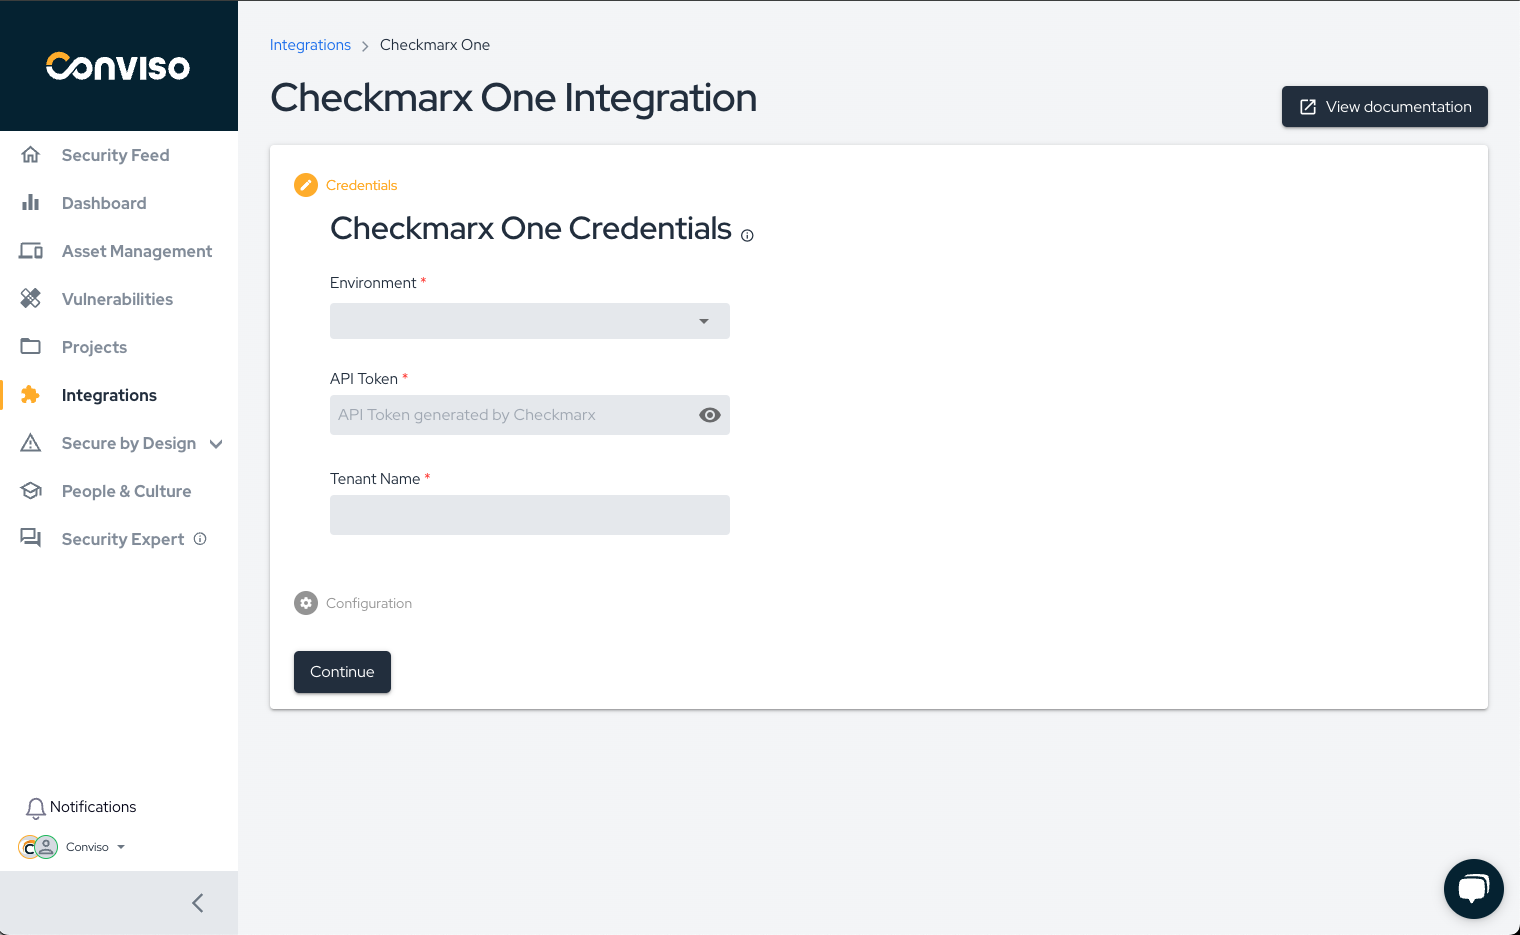 Conviso
Integrations > Checkmarx One
Checkmarx One Integration
View documentation
Security Feed
Dashboard
Asset Management
Vulnerabilities
Projects
Integrations
Secure by Design
People & Culture
Security Expert
Notifications
Conviso
Credentials
Checkmarx One Credentials
Environment *
API Token *
API Token generated by Checkmarx
Tenant Name *
Configuration
Continue